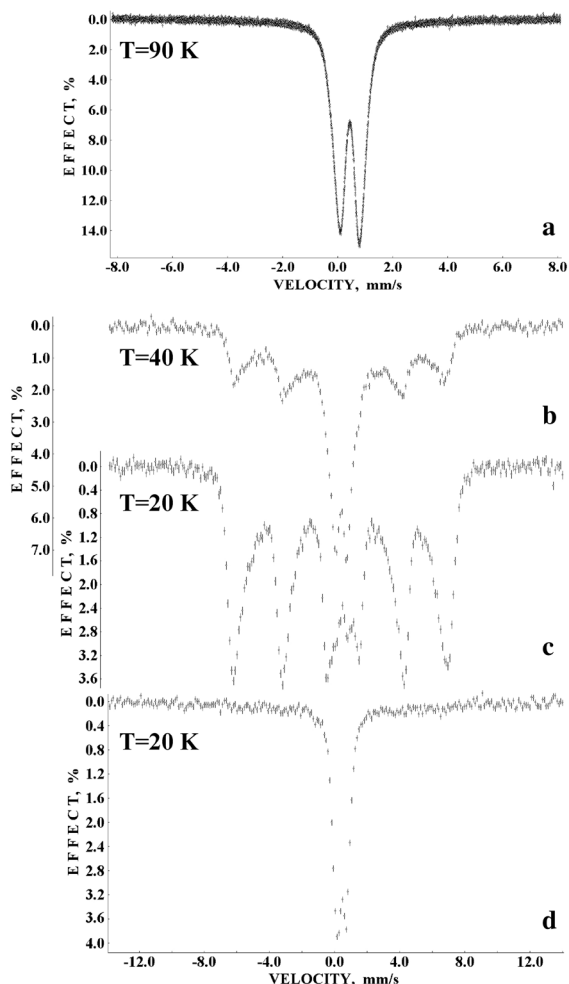 0.0
2.0
4.0
6.0
8.0
10.0
12.0
14.0
EFFECT, %
T=90 K
a
-8.0 -6.0 -4.0 -2.0 0.0 2.0 4.0 6.0 8.0
VELOCITY, mm/s
0.0
1.0
2.0
3.0
4.0
5.0
6.0
7.0
EFFECT, %
T=40 K
b
0.0
0.4
0.8
1.2
1.6
2.0
2.4
2.8
3.2
3.6
EFFECT, %
T=20 K
c
0.0
0.4
0.8
1.2
1.6
2.0
2.4
2.8
3.2
3.6
4.0
EFFECT, %
T=20 K
d
-12.0 -8.0 -4.0 0.0 4.0 8.0 12.0
VELOCITY, mm/s